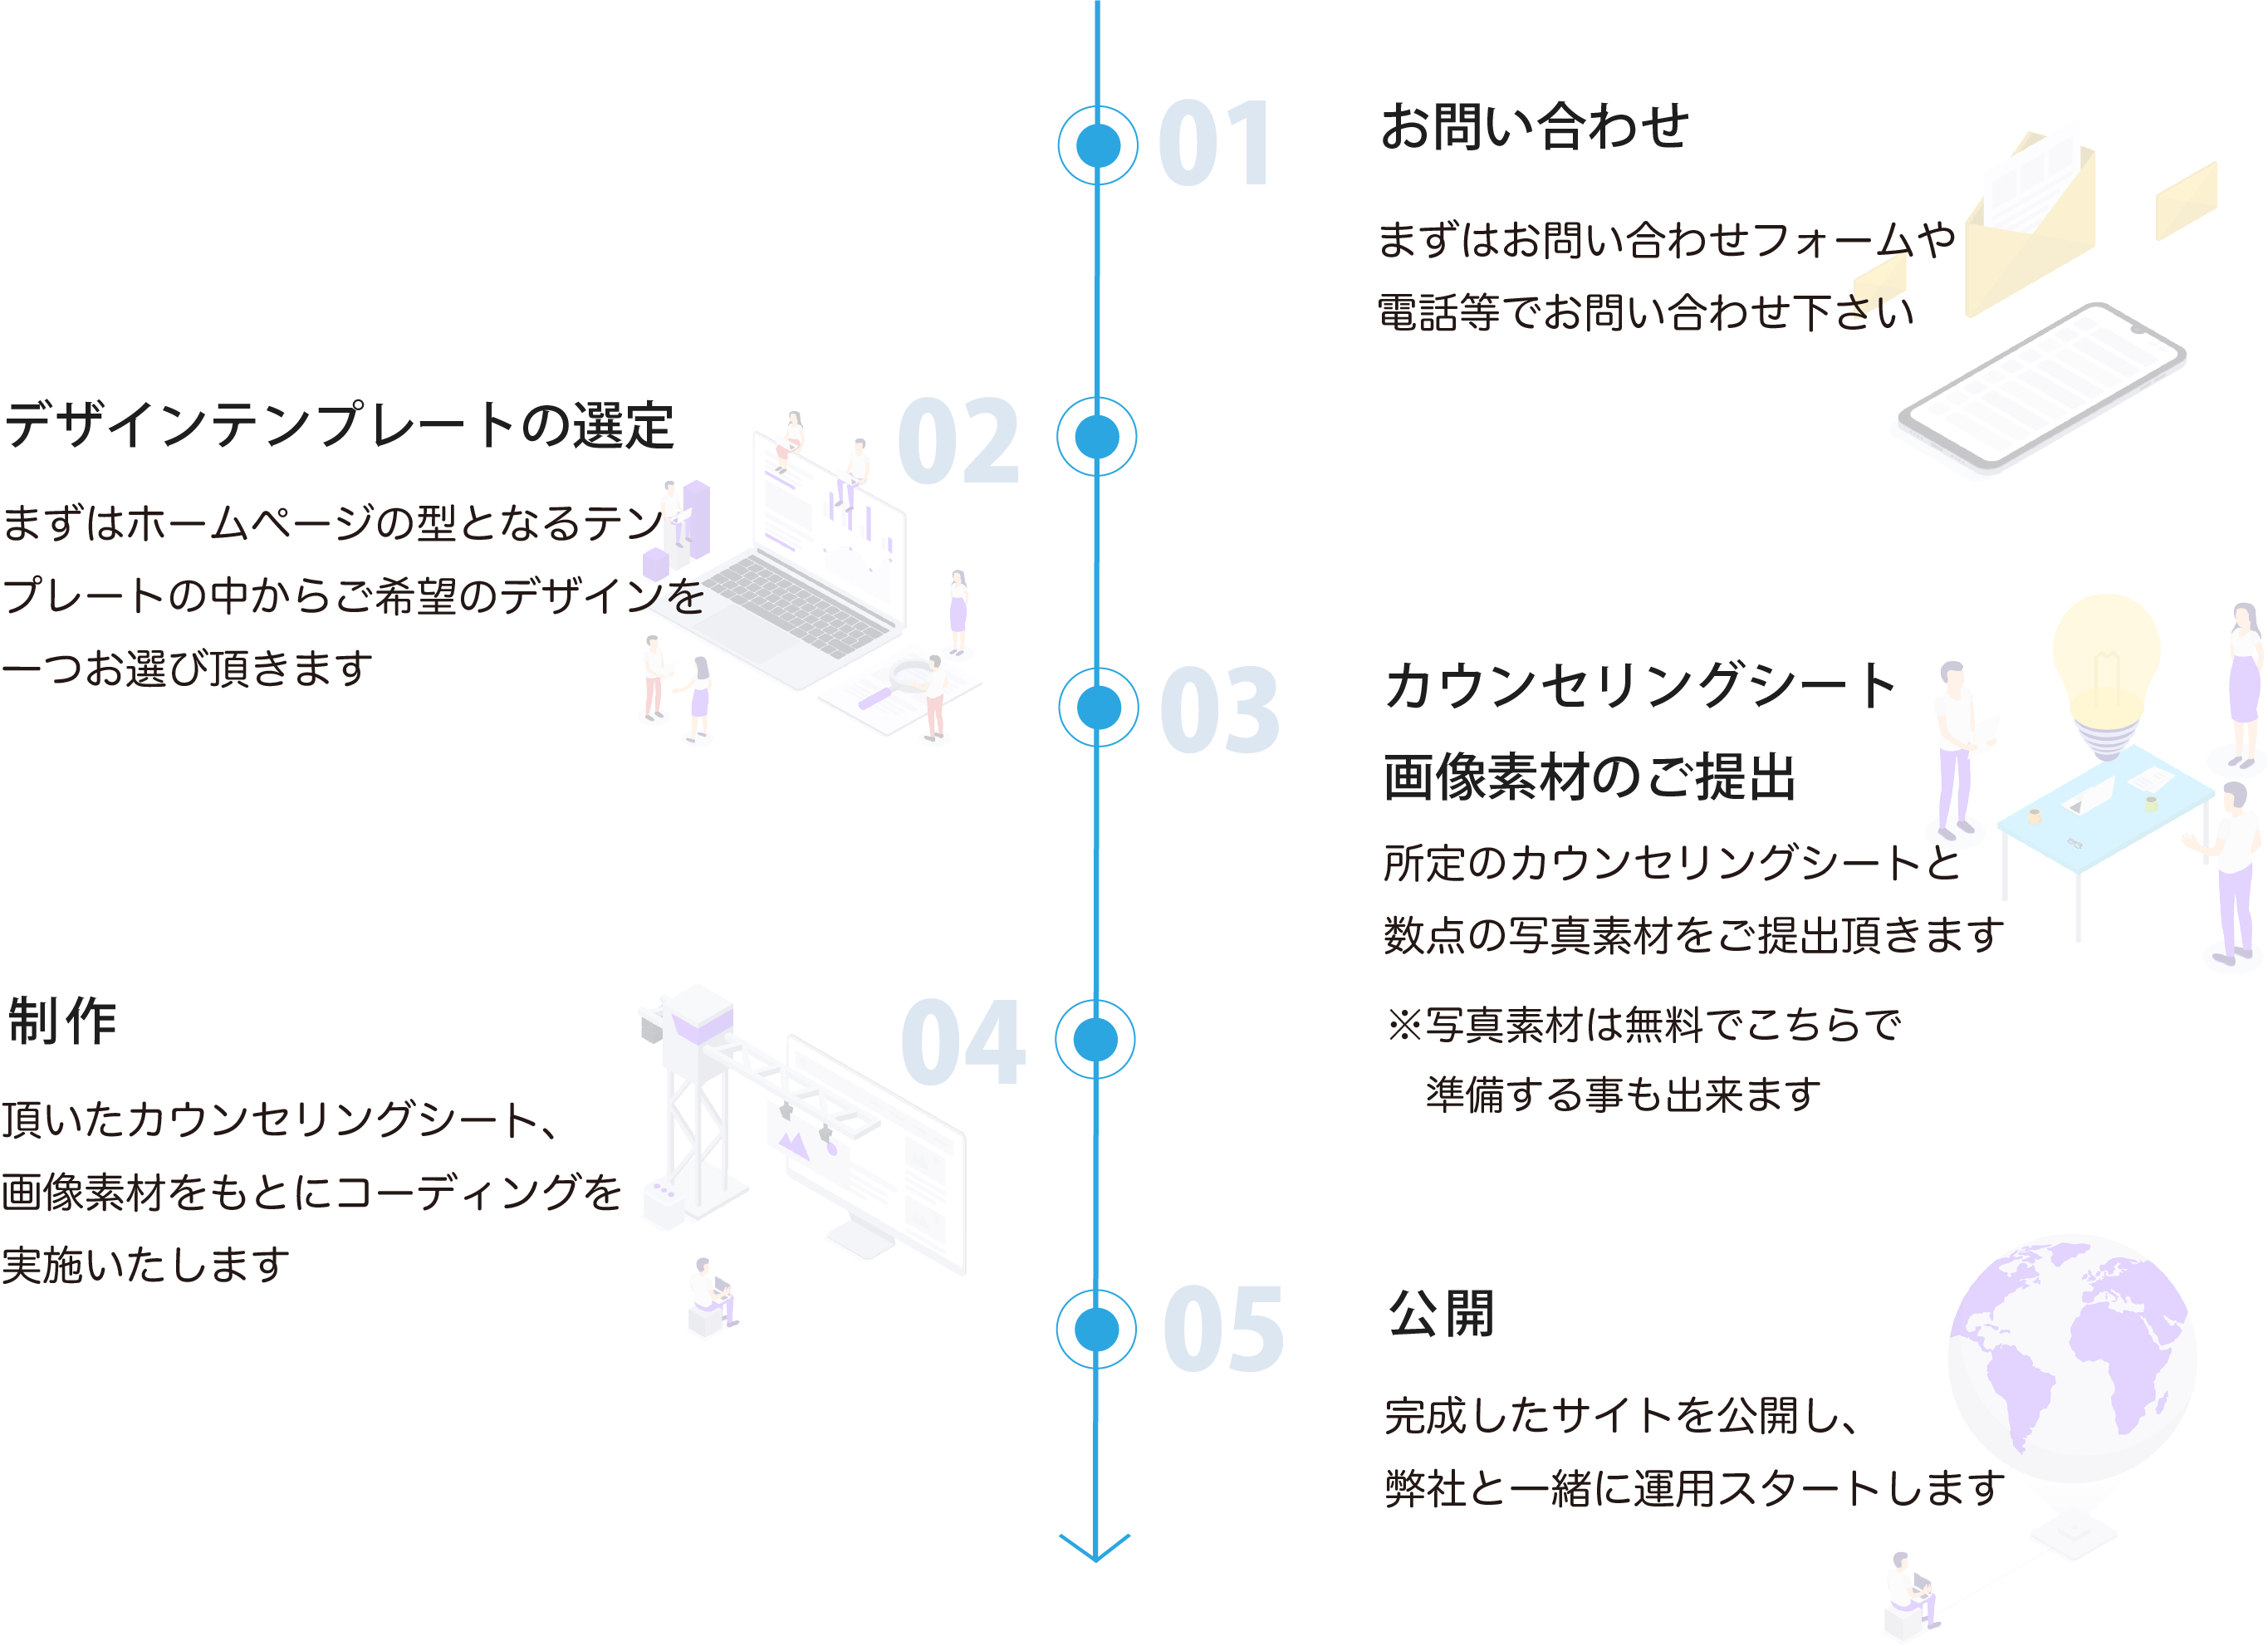 01
お問い合わせ
まずはお問い合わせフォームや
電話等でお問い合わせ下さい
02
デザインテンプレートの選定
まずはホームページの型となるテン
プレートの中からご希望のデザインを
一つお選び頂きます
03
カウンセリングシート
画像素材のご提出
所定のカウンセリングシートと
数点の写真素材をご提出頂きます
※写真素材は無料でこちらで
準備する事も出来ます
04
制作
頂いたカウンセリングシート、
画像素材をもとにコーディングを
実施いたします
05
公開
完成したサイトを公開し、
弊社と一緒に運用スタートします